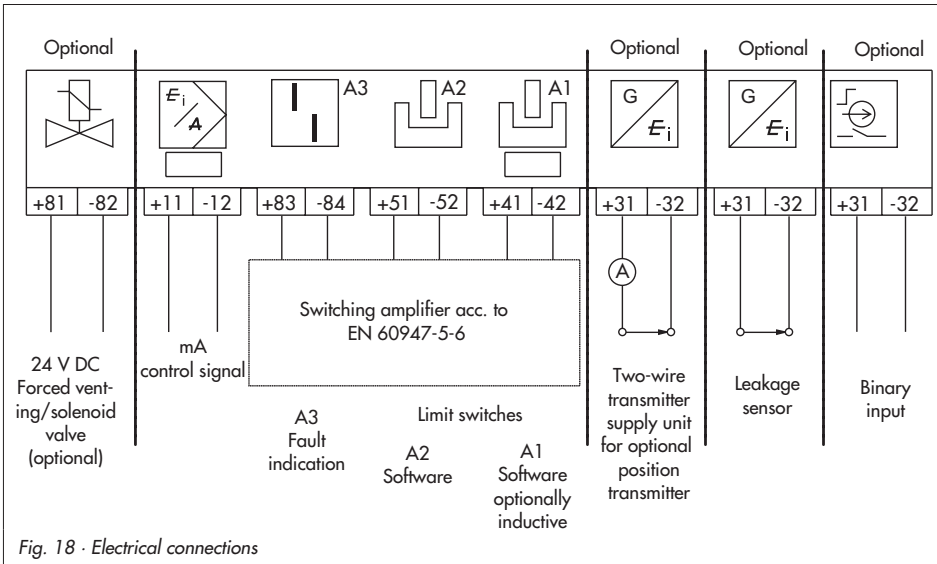 Optional
Optional
Optional
Optional
E i
A
A3
A2
A1
G
E i
G
E i
+81 -82
+11 -12
+83 -84
+51 -52
+41 -42
+31 -32
+31 -32
+31 -32
A
Switching amplifier acc. to
EN 60947-5-6
24 V DC
Forced vent-
ing/solenoid
valve
(optional)
mA
control signal
A3
Fault
indication
Limit switches
A2
Software
A1
Software
optionally
inductive
Two-wire
transmitter
supply unit
for optional
position
transmitter
Leakage
sensor
Binary
input
Fig. 18 · Electrical connections